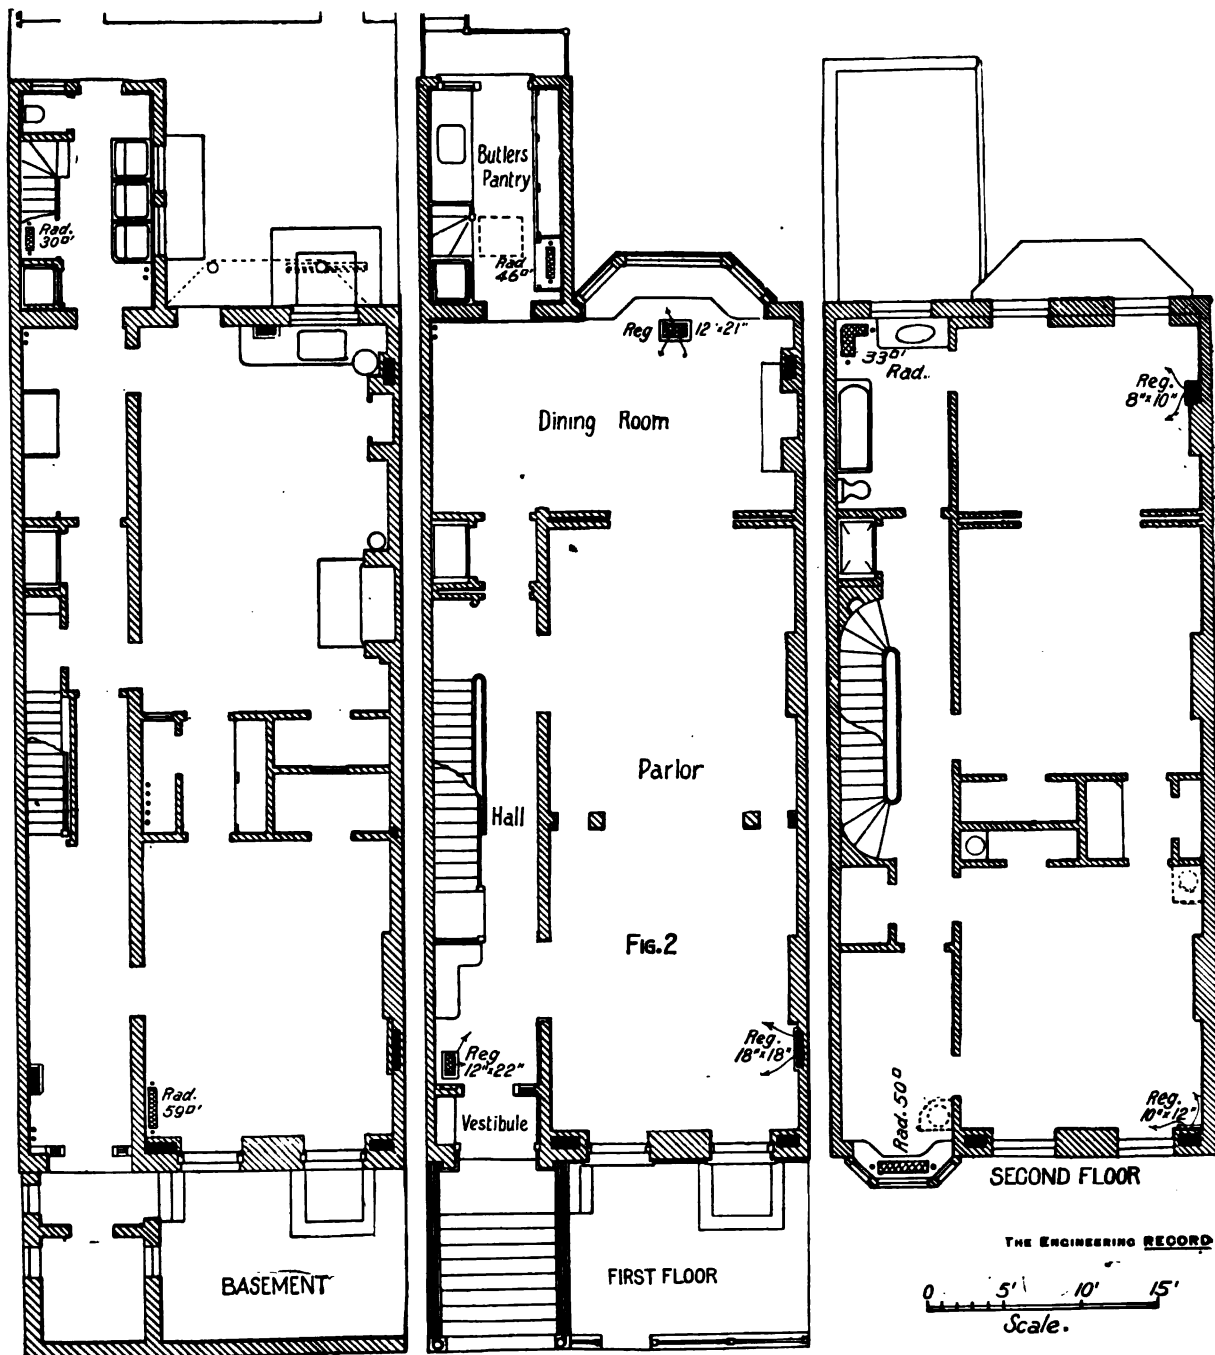 Rad.
30□'
Rad.
59□'
BASEMENT
Butlers
Pantry
Rad
46□'
Reg 12"x21"
Dining Room
Parlor
Hall
FIG.2
Reg
12"x22"
Reg.
18"x18"
Vestibule
FIRST FLOOR
33□'
Rad.
Reg.
8"x10"
Rad. 50□
Reg.
10"x12"
SECOND FLOOR
THE ENGINEERING RECORD
0 5' 10' 15'
Scale.